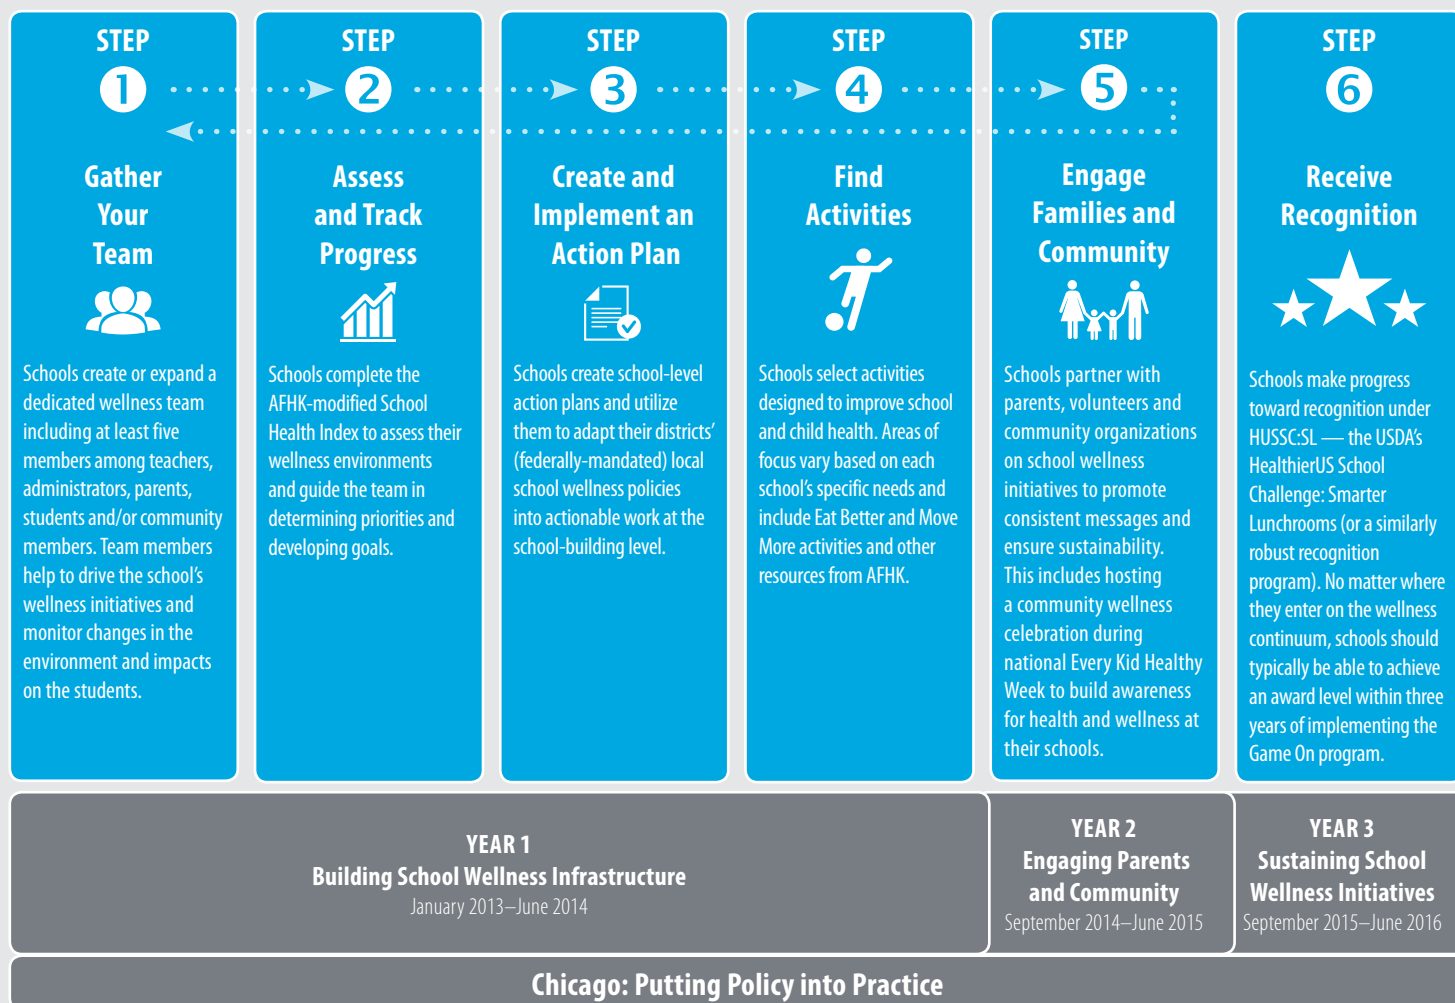 STEP
1
Gather
Your
Team
Schools create or expand a
dedicated wellness team
including at least five
members among teachers,
administrators, parents,
students and/or community
members. Team members
help to drive the school's
wellness initiatives and
monitor changes in the
environment and impacts
on the students.
STEP
2
Assess
and Track
Progress
Schools complete the
AFHK-modified School
Health Index to assess their
wellness environments
and guide the team in
determining priorities and
developing goals.
STEP
3
Create and
Implement an
Action Plan
Schools create school-level
action plans and utilize
them to adapt their districts'
(federally-mandated) local
school wellness policies
into actionable work at the
school-building level.
STEP
4
Find
Activities
Schools select activities
designed to improve school
and child health. Areas of
focus vary based on each
school's specific needs and
include Eat Better and Move
More activities and other
resources from AFHK.
STEP
5
Engage
Families and
Community
Schools partner with
parents, volunteers and
community organizations
on school wellness
initiatives to promote
consistent messages and
ensure sustainability.
This includes hosting
a community wellness
celebration during
national Every Kid Healthy
Week to build awareness
for health and wellness at
their schools.
STEP
6
Receive
Recognition
Schools make progress
toward recognition under
HUSSC:SL — the USDA's
HealthierUS School
Challenge: Smarter
Lunchrooms (or a similarly
robust recognition
program). No matter where
they enter on the wellness
continuum, schools should
typically be able to achieve
an award level within three
years of implementing the
Game On program.
YEAR 1
Building School Wellness Infrastructure
January 2013–June 2014
YEAR 2
Engaging Parents
and Community
September 2014–June 2015
YEAR 3
Sustaining School
Wellness Initiatives
September 2015–June 2016
Chicago: Putting Policy into Practice